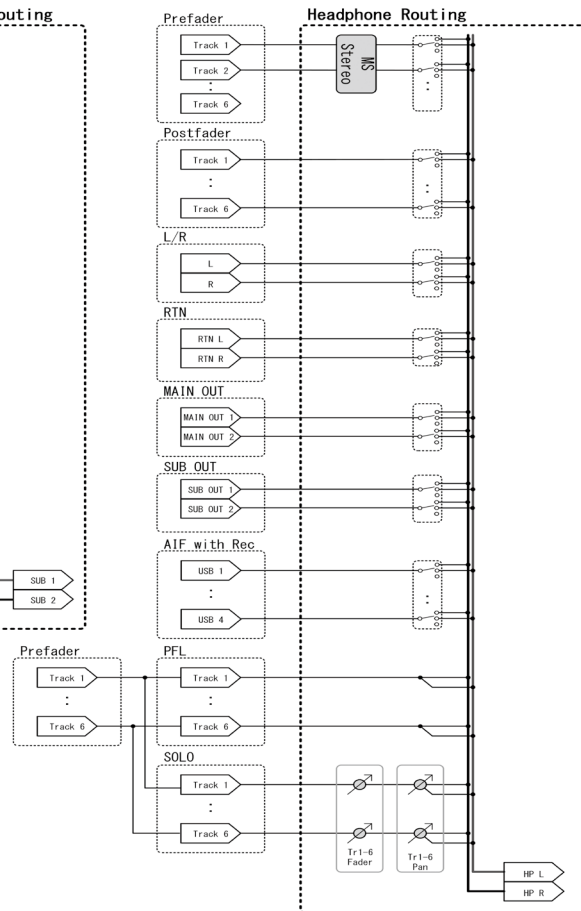 outing
Headphone Routing
Prefader
Track 1
Track 2
:
Track 6
MS
Stereo
:
Postfader
Track 1
:
Track 6
:
L/R
L
R
RTN
RTN L
RTN R
MAIN OUT
MAIN OUT 1
MAIN OUT 2
SUB OUT
SUB OUT 1
SUB OUT 2
AIF with Rec
USB 1
:
USB 4
:
SUB 1
SUB 2
Prefader
Track 1
:
Track 6
PFL
Track 1
:
Track 6
SOLO
Track 1
:
Track 6
Tr1-6
Fader
Tr1-6
Pan
HP L
HP R